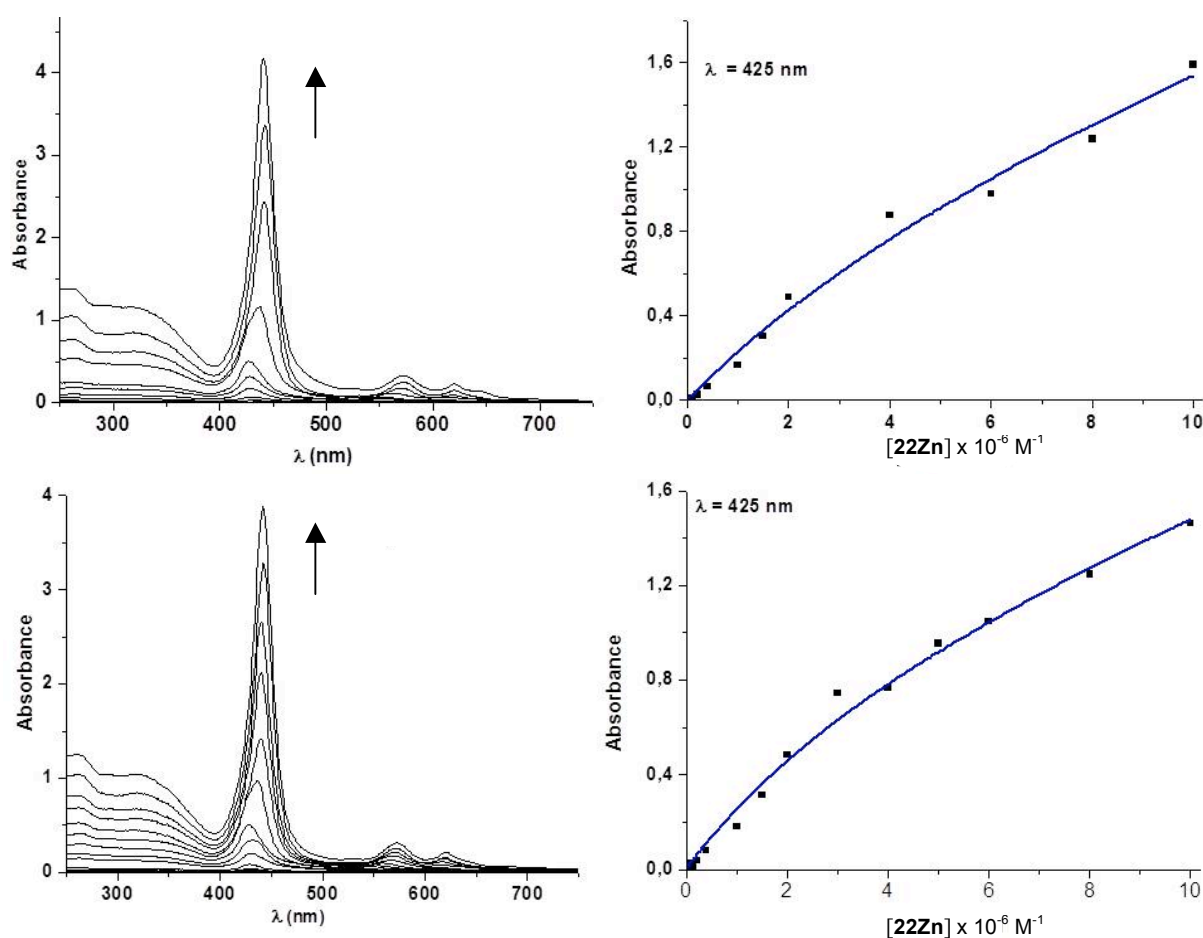 4
3
2
1
0
Absorbance
300 400 500 600 700
λ (nm)
1,6
1,2
0,8
0,4
0,0
Absorbance
λ = 425 nm
0 2 4 6 8 10
[22Zn] x 10-6 M-1
4
3
2
1
0
Absorbance
300 400 500 600 700
λ (nm)
1,6
1,2
0,8
0,4
0,0
Absorbance
λ = 425 nm
0 2 4 6 8 10
[22Zn] x 10-6 M-1